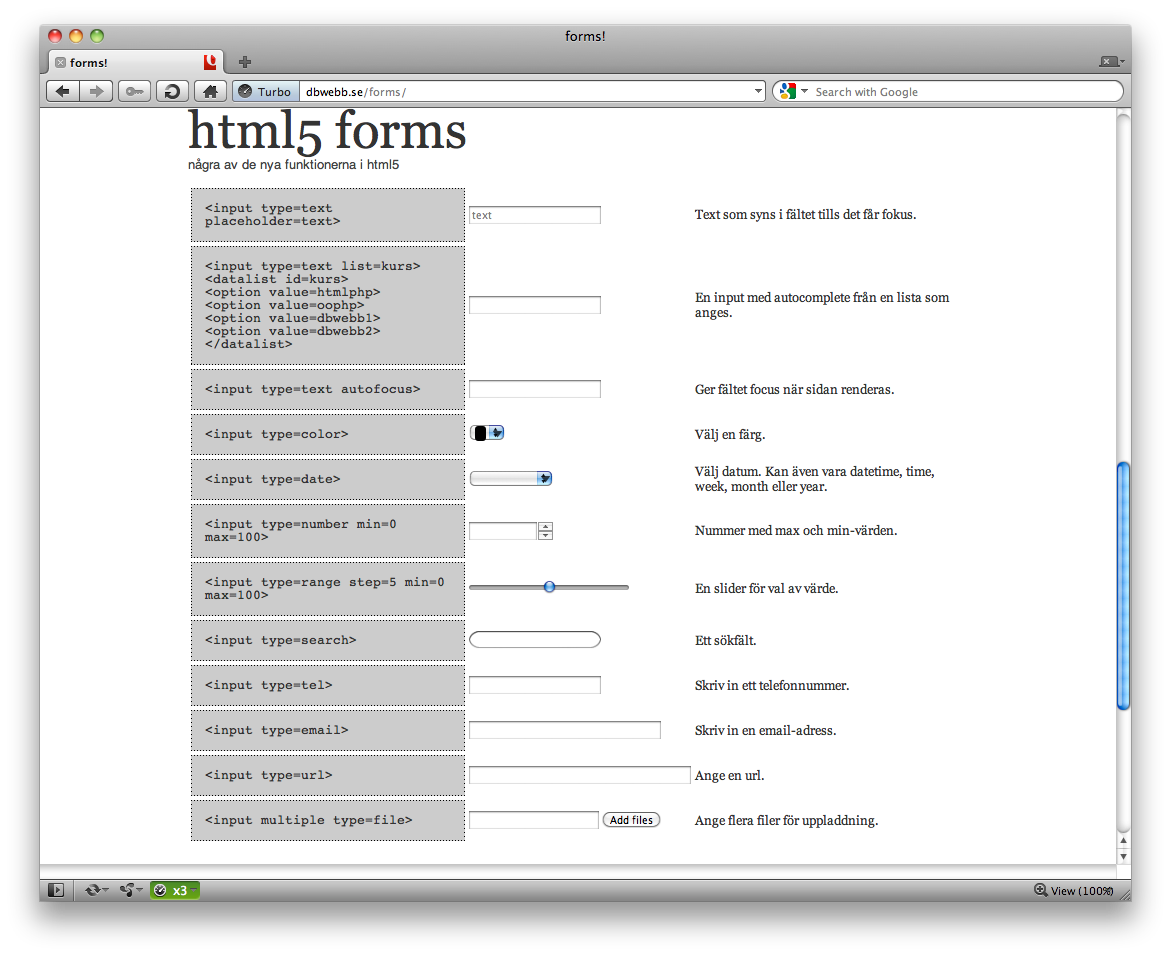 forms!
forms!
Turbo
dbwebb.se/forms/
Search with Google
html5 forms
några av de nya funktionerna i html5
<input type=text
placeholder=text>
text
Text som syns i fältet tills det får fokus.
<input type=text list=kurs>
<datalist id=kurs>
<option value=htmlphp>
<option value=oophp>
<option value=dbwebb1>
<option value=dbwebb2>
</datalist>
En input med autocomplete från en lista som
anges.
<input type=text autofocus>
Ger fältet focus när sidan renderas.
<input type=color>
Välj en färg.
<input type=date>
Välj datum. Kan även vara datetime, time,
week, month eller year.
<input type=number min=0
max=100>
Nummer med max och min-värden.
<input type=range step=5 min=0
max=100>
En slider för val av värde.
<input type=search>
Ett sökfält.
<input type=tel>
Skriv in ett telefonnummer.
<input type=email>
Skriv in en email-adress.
<input type=url>
Ange en url.
<input multiple type=file>
Add files
Ange flera filer för uppladdning.
x3
View (100%)